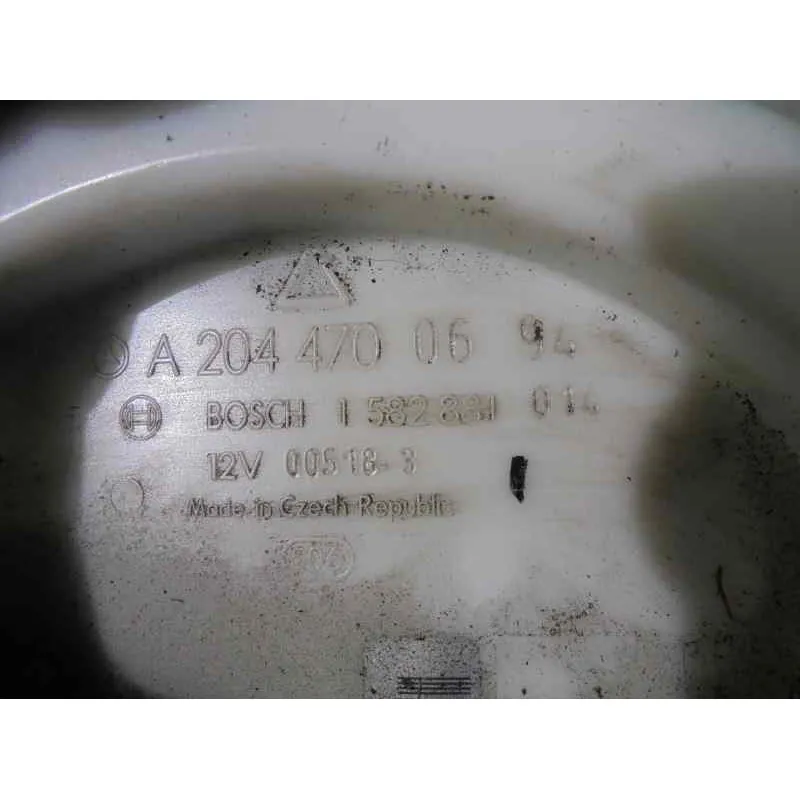 A 204 470 06 94
BOSCH 1 582 881 014
12V 00518-3
Made in Czech Republic